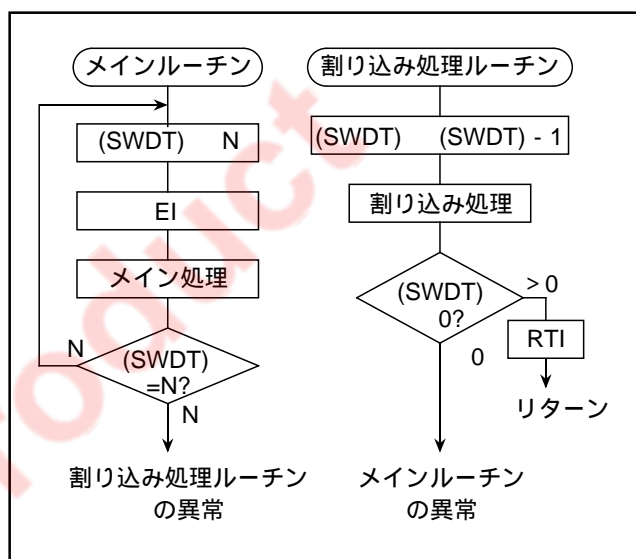 メインルーチン
(SWDT) N
EI
メイン処理
(SWDT)
=N?
N
N
割り込み処理ルーチン
の異常
割り込み処理ルーチン
(SWDT) (SWDT) - 1
割り込み処理
(SWDT)
0?
> 0
0
RTI
リターン
メインルーチン
の異常
roduct